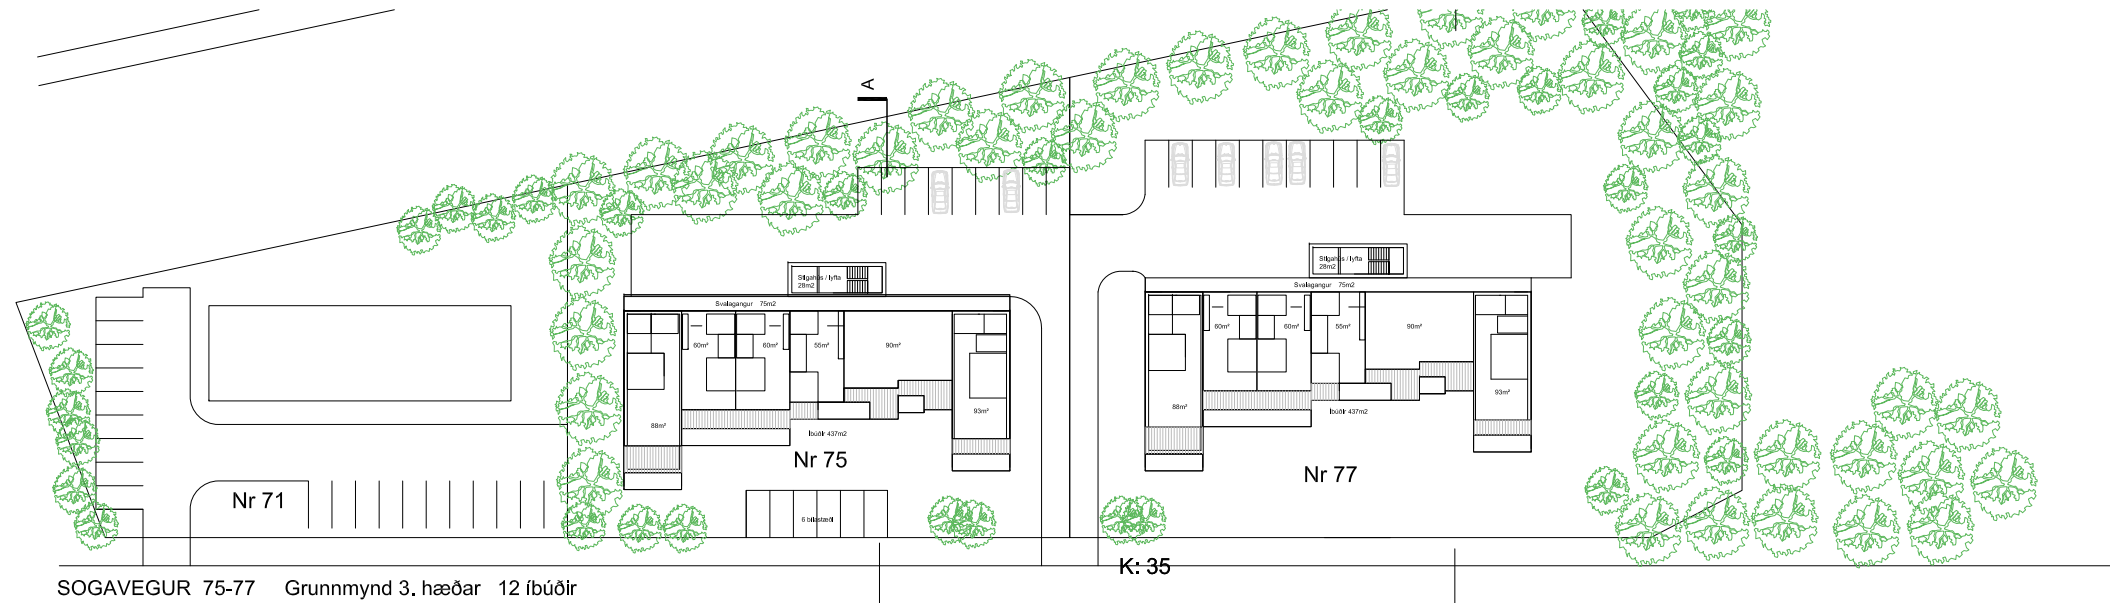 A
Stigahús / lyfta
28m2
Svalagangur 75m2
60m²
60m²
55m²
90m²
88m²
93m²
Íbúðir 437m2
Nr 75
6 bílastæði
Stigahús / lyfta
28m2
Svalagangur 75m2
60m²
60m²
55m²
90m²
88m²
93m²
Íbúðir 437m2
Nr 77
Nr 71
K: 35
SOGAVEGUR 75-77 Grunnmynd 3. hæðar 12 íbúðir